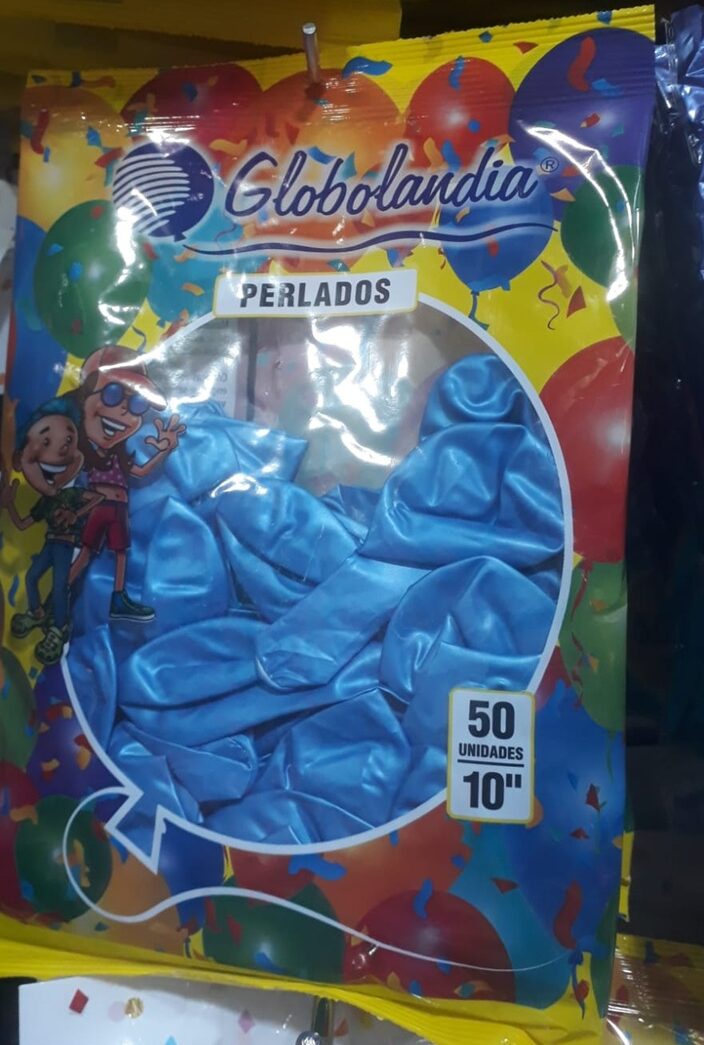 Globolandia®
PERLADOS
50
UNIDADES
10"